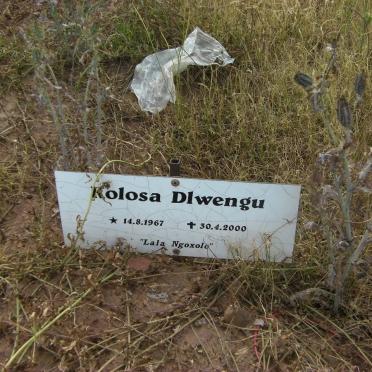 Kolosa Dlwengu
★ 14.8.1967 ✝ 30.4.2000
"Lala Ngoxolo"